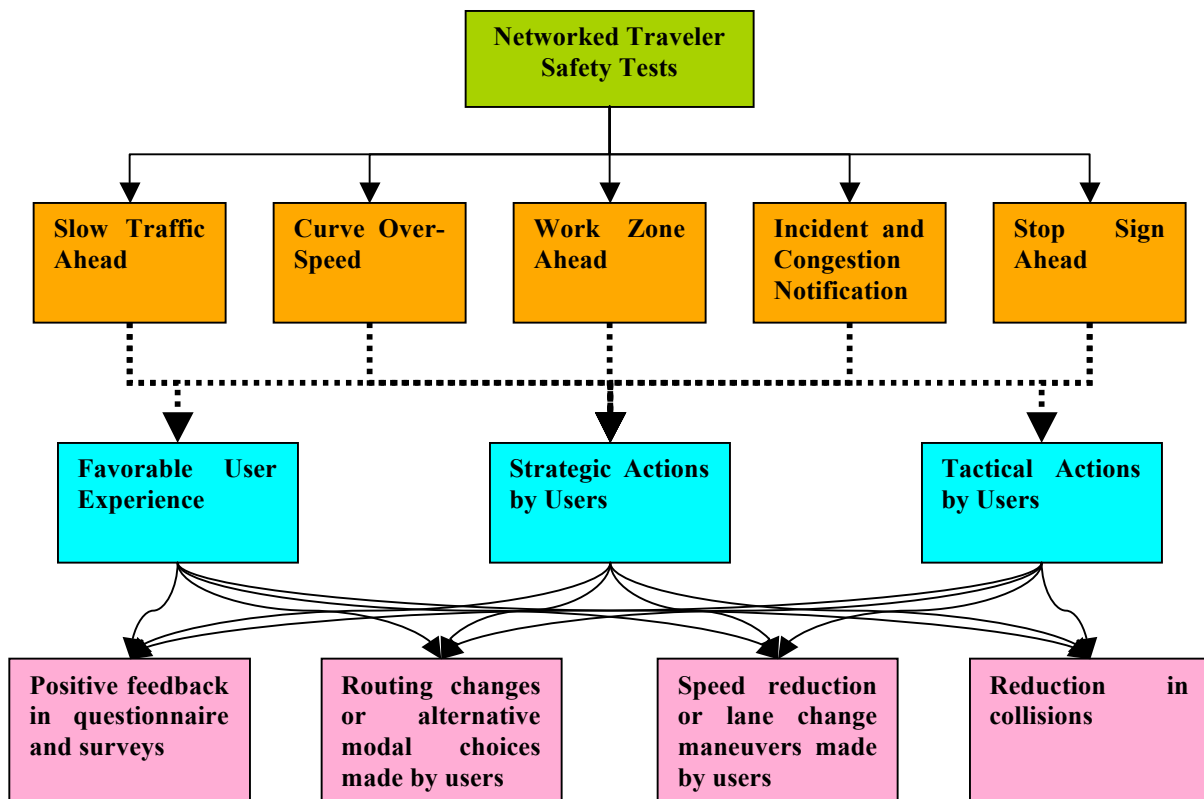 Networked Traveler
Safety Tests
Slow Traffic
Ahead
Curve Over-
Speed
Work Zone
Ahead
Incident and
Congestion
Notification
Stop Sign
Ahead
Favorable User
Experience
Strategic Actions
by Users
Tactical Actions
by Users
Positive feedback
in questionnaire
and surveys
Routing changes
or alternative
modal choices
made by users
Speed reduction
or lane change
maneuvers made
by users
Reduction in
collisions